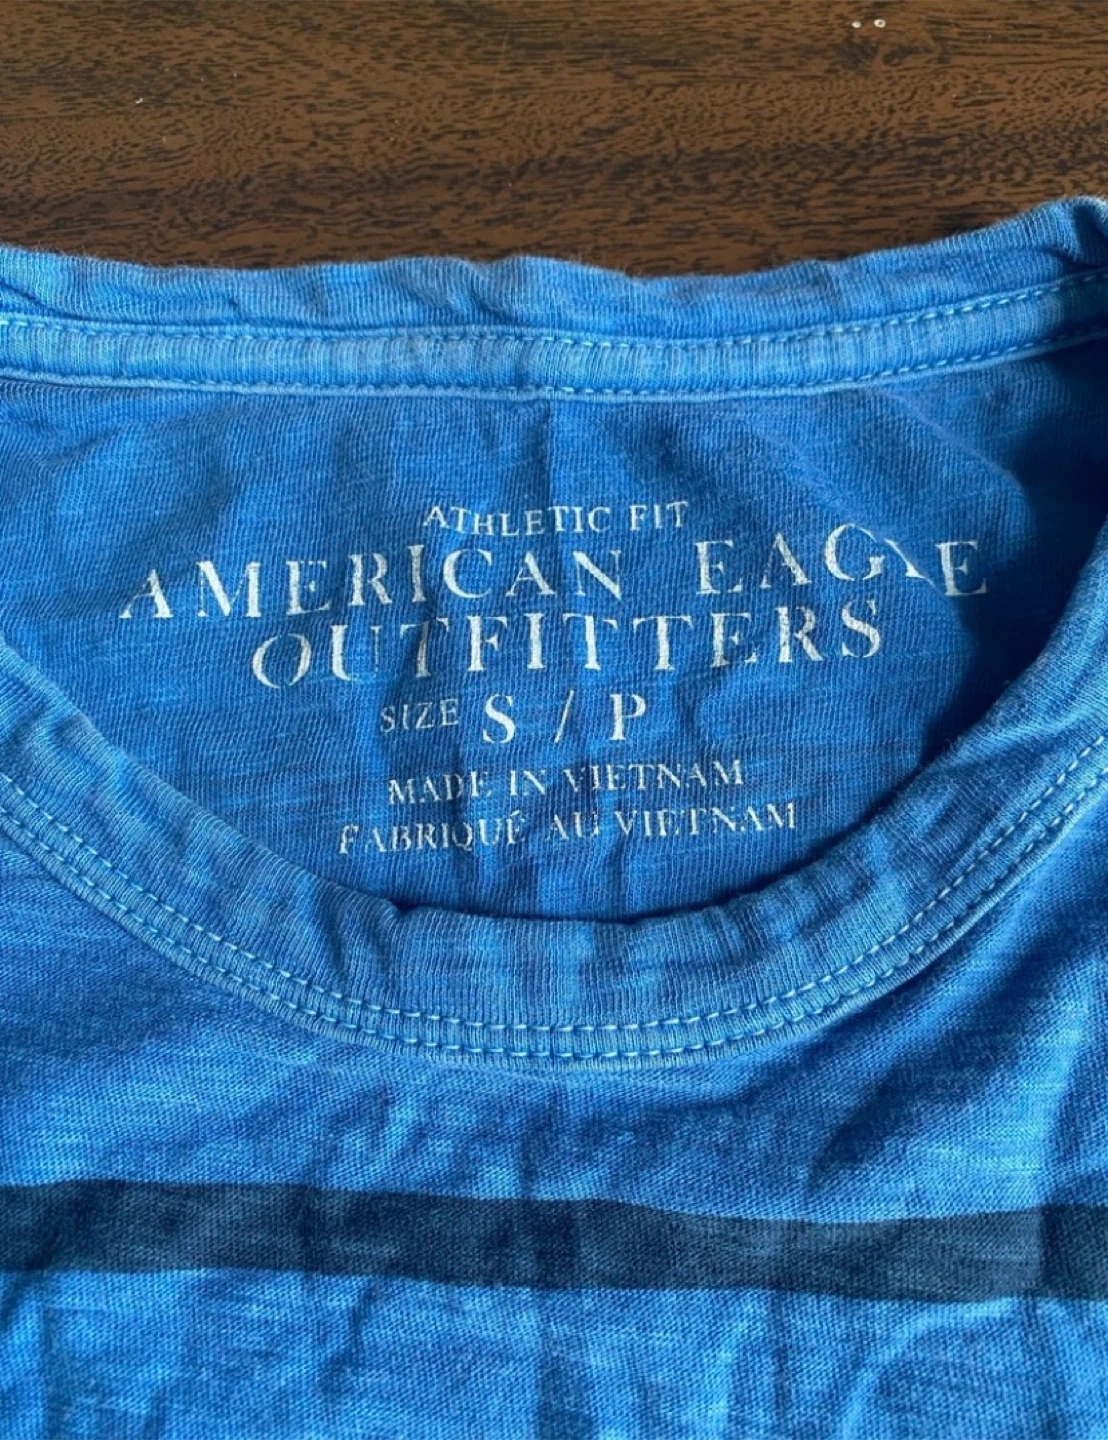 ATHLETIC FIT
AMERICAN EAGLE
OUTFITTERS
SIZE S / P
MADE IN VIETNAM
FABRIQUÉ AU VIETNAM